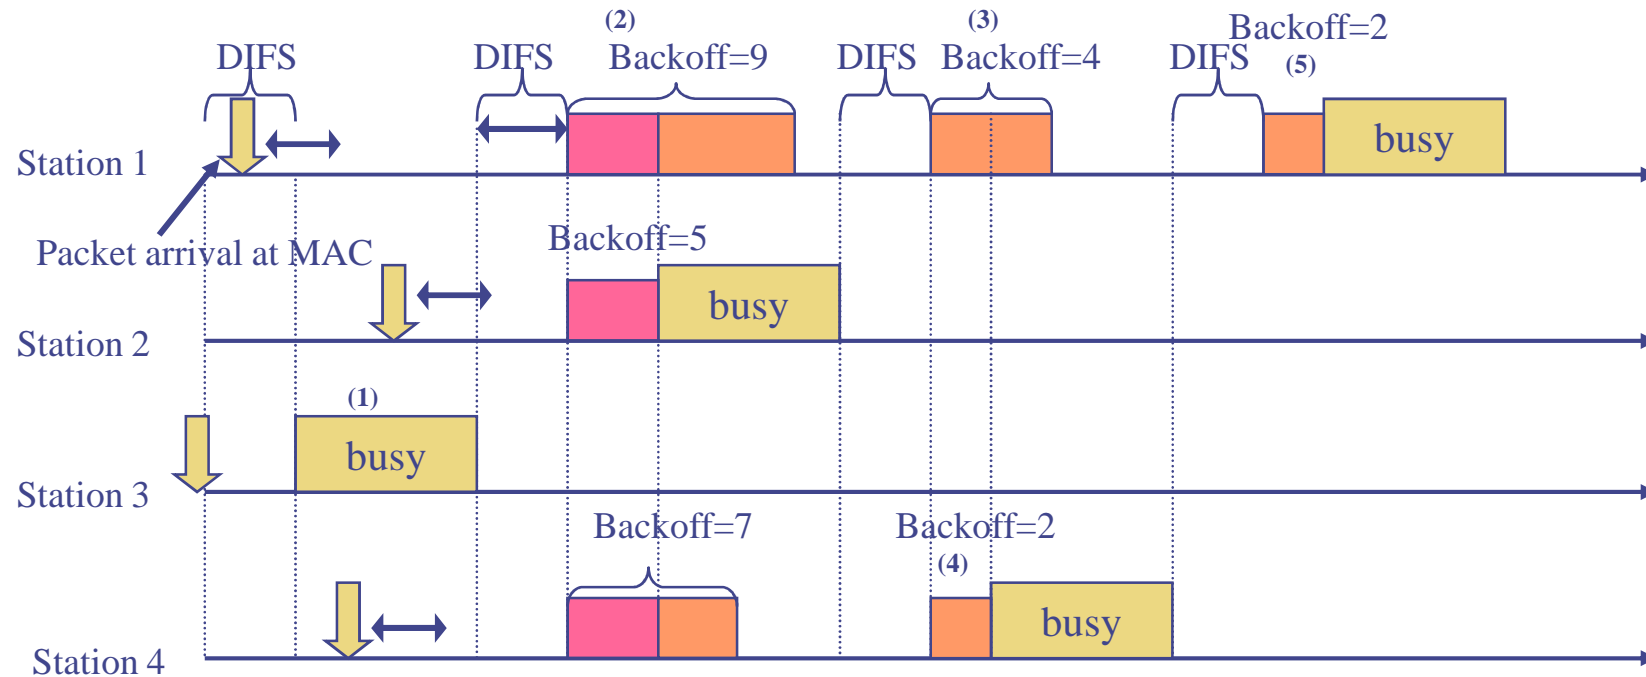 (2)
(3)
Backoff=2
DIFS
DIFS
Backoff=9
DIFS
Backoff=4
DIFS
(5)
Station 1
busy
Packet arrival at MAC
Backoff=5
busy
Station 2
(1)
busy
Station 3
Backoff=7
Backoff=2
(4)
busy
Station 4